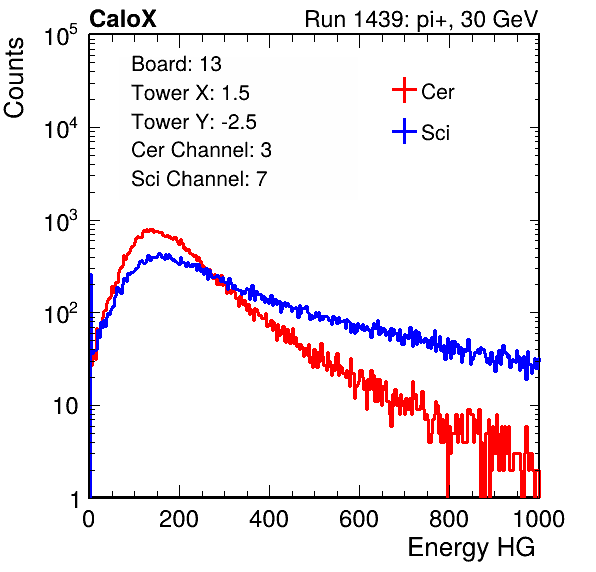 CaloX Run 1439: pi+, 30 GeV
Board: 13
Tower X: 1.5
Tower Y: -2.5
Cer Channel: 3
Sci Channel: 7
Cer
Sci
Counts
10^5
10^4
10^3
10^2
10
1
0 200 400 600 800 1000
Energy HG